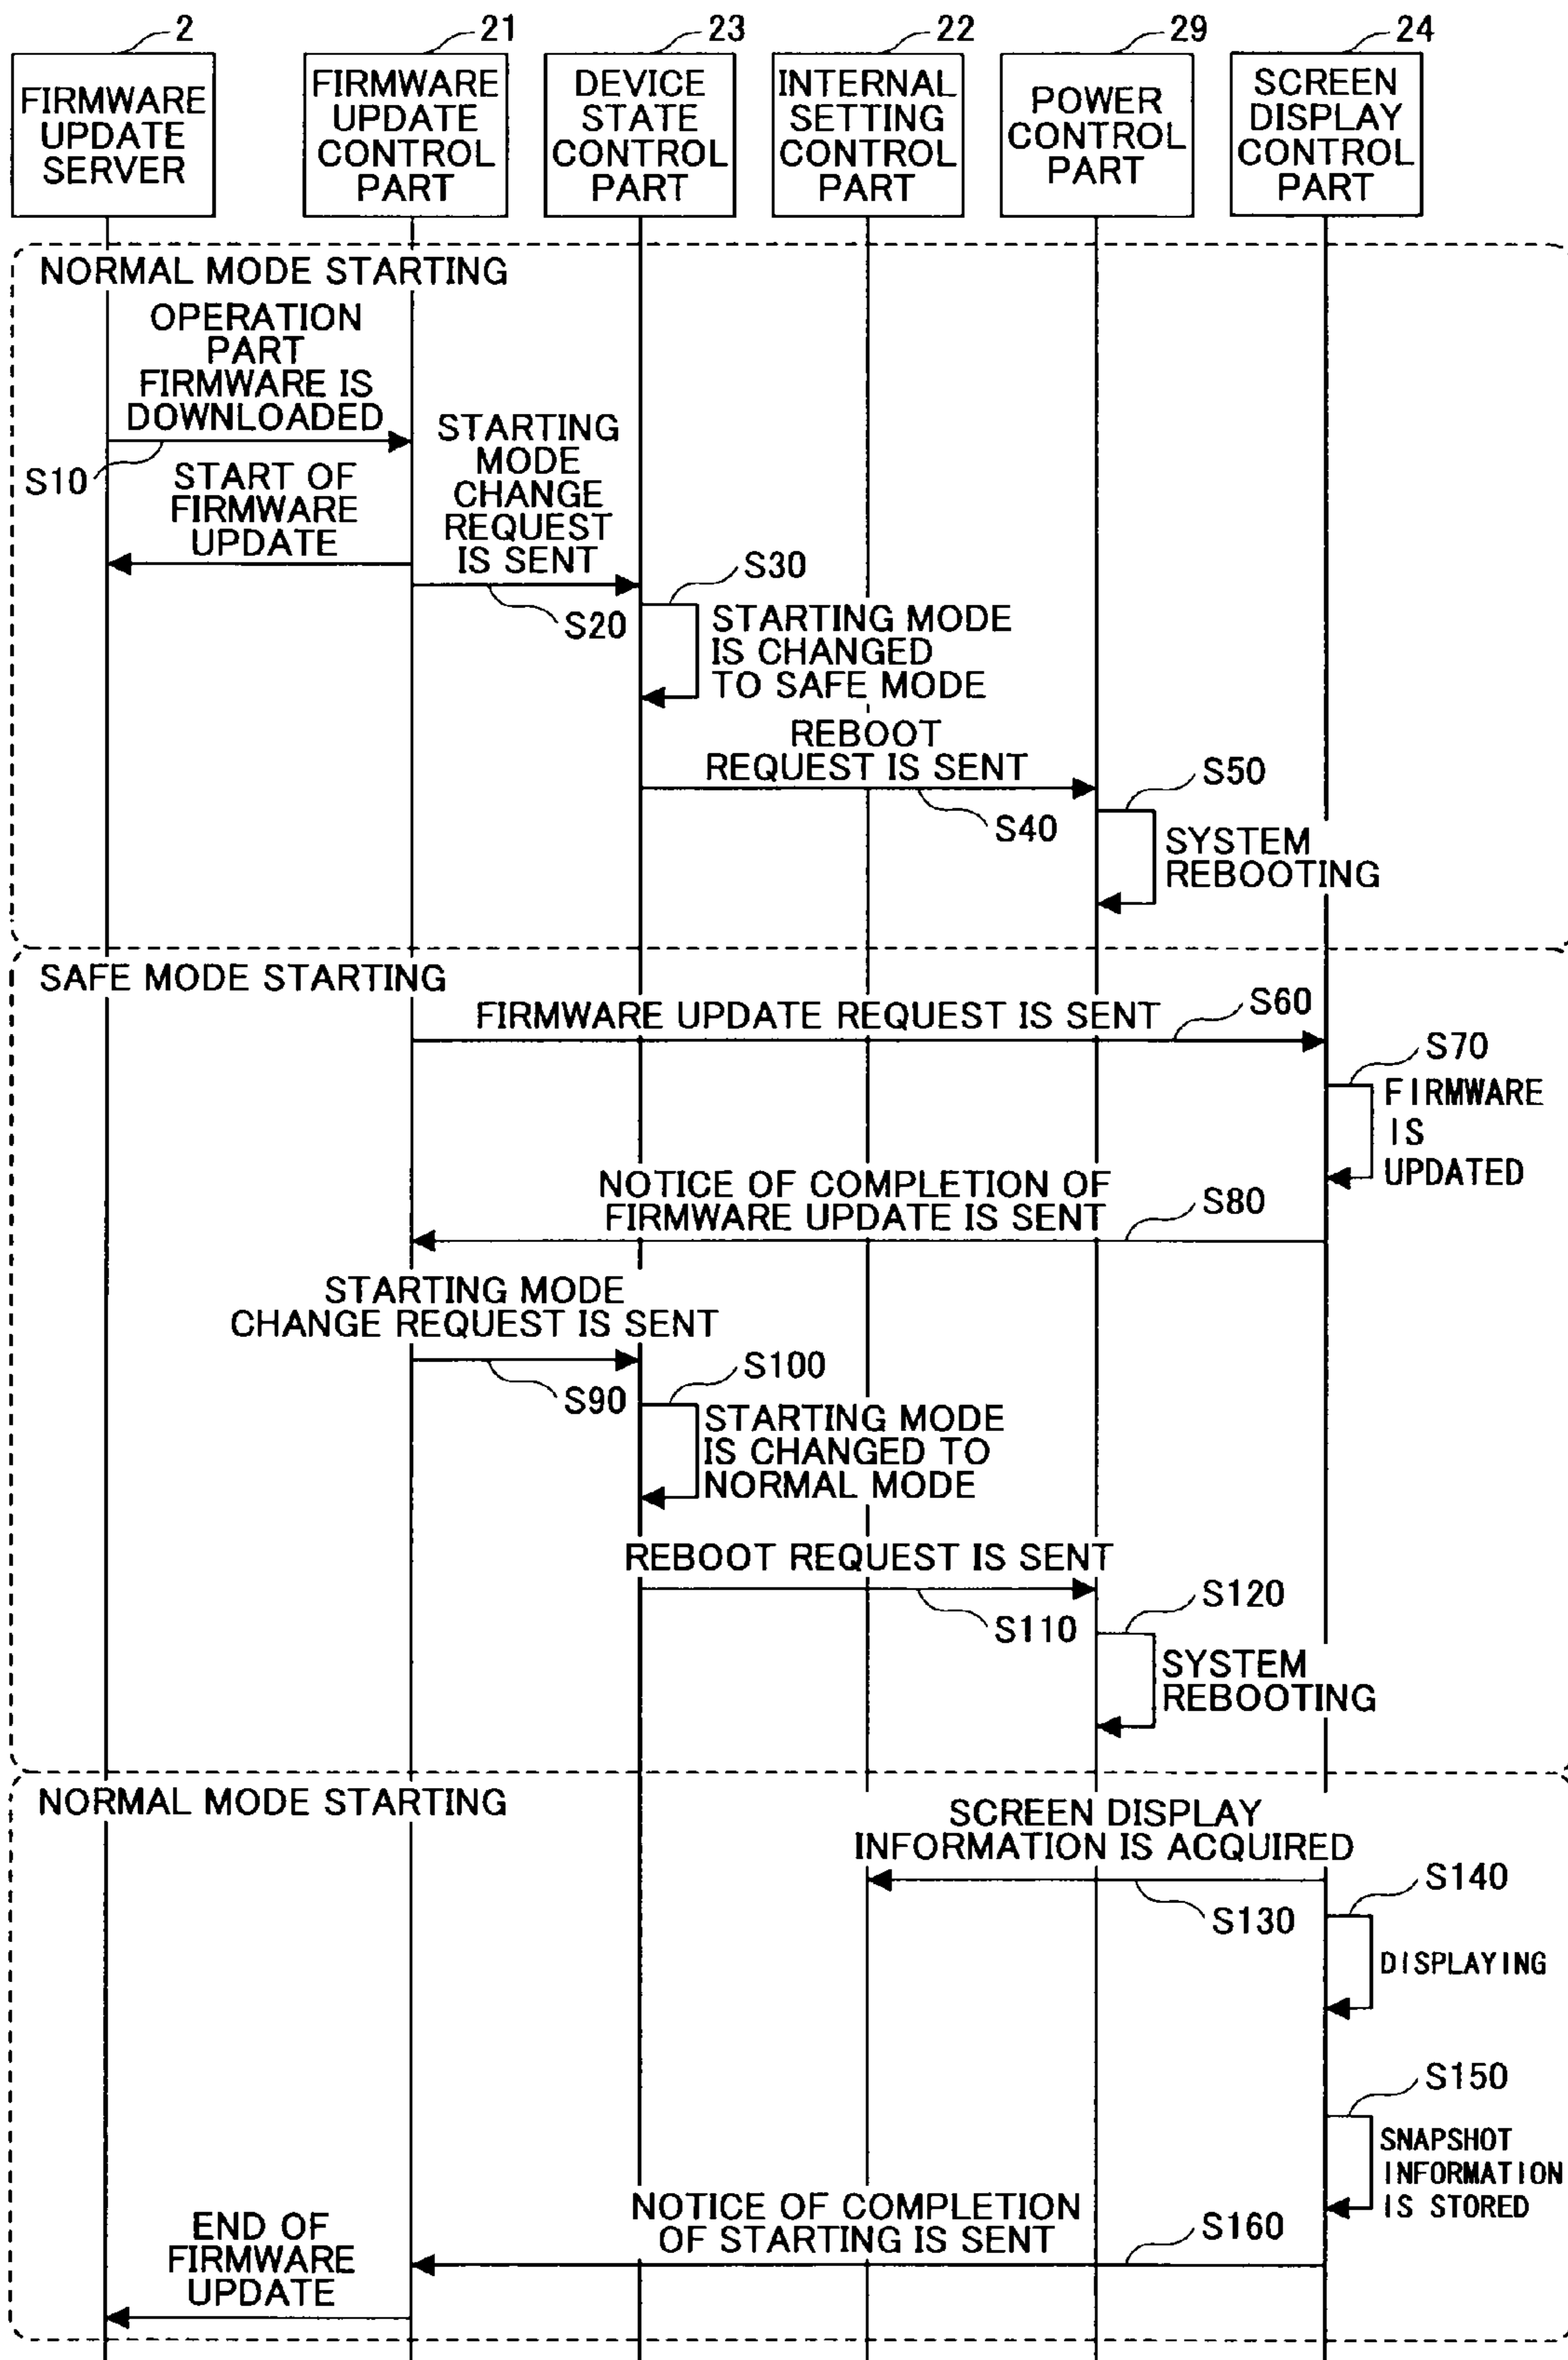 2
21
23
22
29
24
FIRMWARE
UPDATE
SERVER
FIRMWARE
UPDATE
CONTROL
PART
DEVICE
STATE
CONTROL
PART
INTERNAL
SETTING
CONTROL
PART
POWER
CONTROL
PART
SCREEN
DISPLAY
CONTROL
PART
NORMAL MODE STARTING
OPERATION
PART
FIRMWARE IS
DOWNLOADED
S10
START OF
FIRMWARE
UPDATE
STARTING
MODE
CHANGE
REQUEST
IS SENT
S20
S30
STARTING MODE
IS CHANGED
TO SAFE MODE
REBOOT
REQUEST IS SENT
S40
S50
SYSTEM
REBOOTING
SAFE MODE STARTING
FIRMWARE UPDATE REQUEST IS SENT
S60
S70
FIRMWARE
IS
UPDATED
NOTICE OF COMPLETION OF
FIRMWARE UPDATE IS SENT
S80
STARTING MODE
CHANGE REQUEST IS SENT
S90
S100
STARTING MODE
IS CHANGED TO
NORMAL MODE
REBOOT REQUEST IS SENT
S110
S120
SYSTEM
REBOOTING
NORMAL MODE STARTING
SCREEN DISPLAY
INFORMATION IS ACQUIRED
S130
S140
DISPLAYING
S150
SNAPSHOT
INFORMATION
IS STORED
NOTICE OF COMPLETION
OF STARTING IS SENT
S160
END OF
FIRMWARE
UPDATE